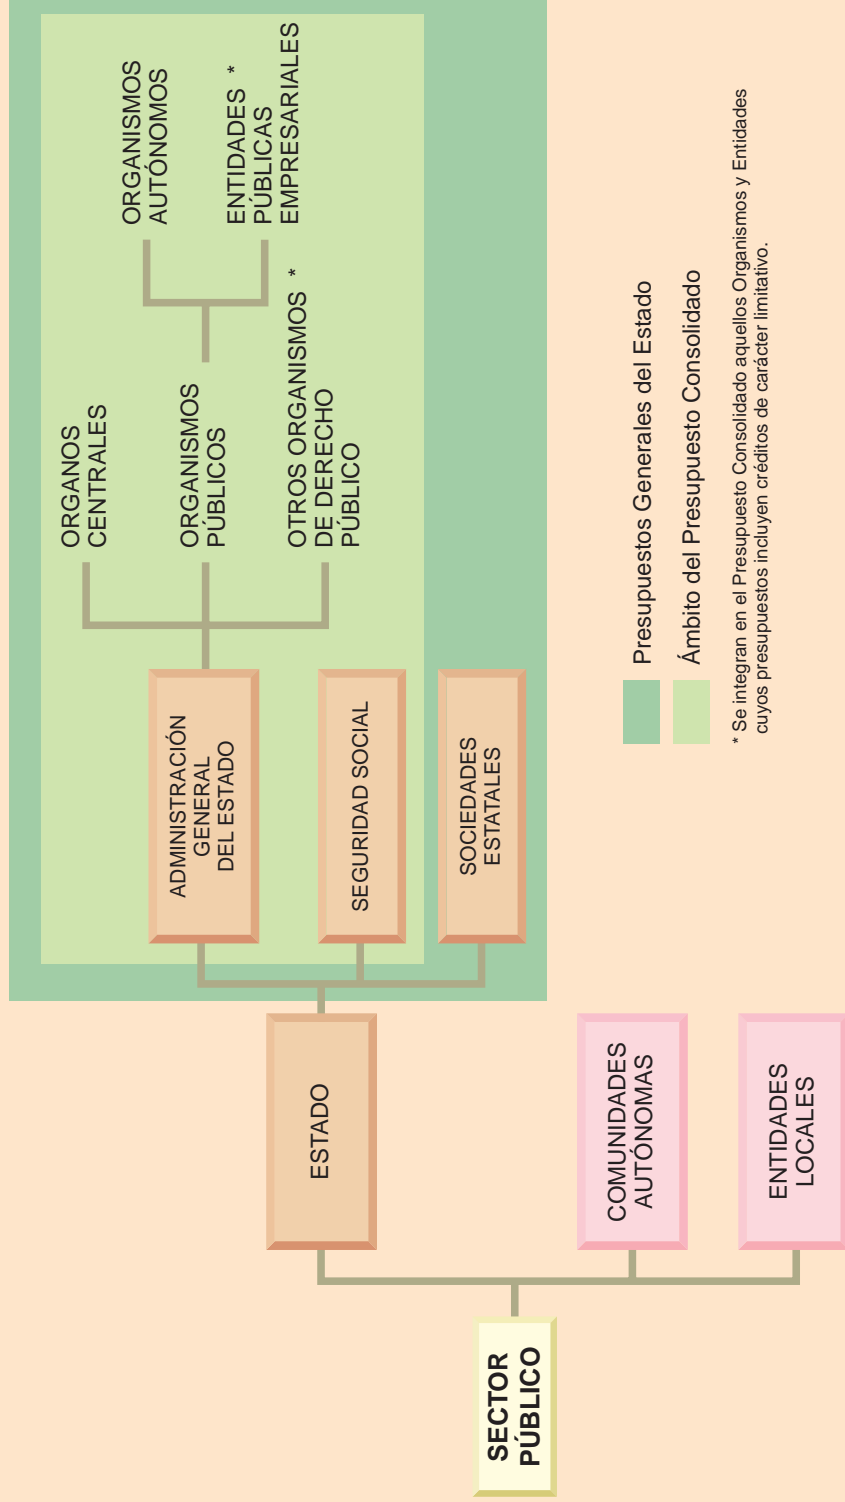 SECTOR
PÚBLICO
ESTADO
COMUNIDADES
AUTÓNOMAS
ENTIDADES
LOCALES
ADMINISTRACIÓN
GENERAL
DEL ESTADO
SEGURIDAD SOCIAL
SOCIEDADES
ESTATALES
ORGANOS
CENTRALES
ORGANISMOS
PÚBLICOS
OTROS ORGANISMOS *
DE DERECHO
PÚBLICO
ORGANISMOS
AUTÓNOMOS
ENTIDADES *
PÚBLICAS
EMPRESARIALES
Presupuestos Generales del Estado
Ámbito del Presupuesto Consolidado
* Se integran en el Presupuesto Consolidado aquellos Organismos y Entidades
cuyos presupuestos incluyen créditos de carácter limitativo.